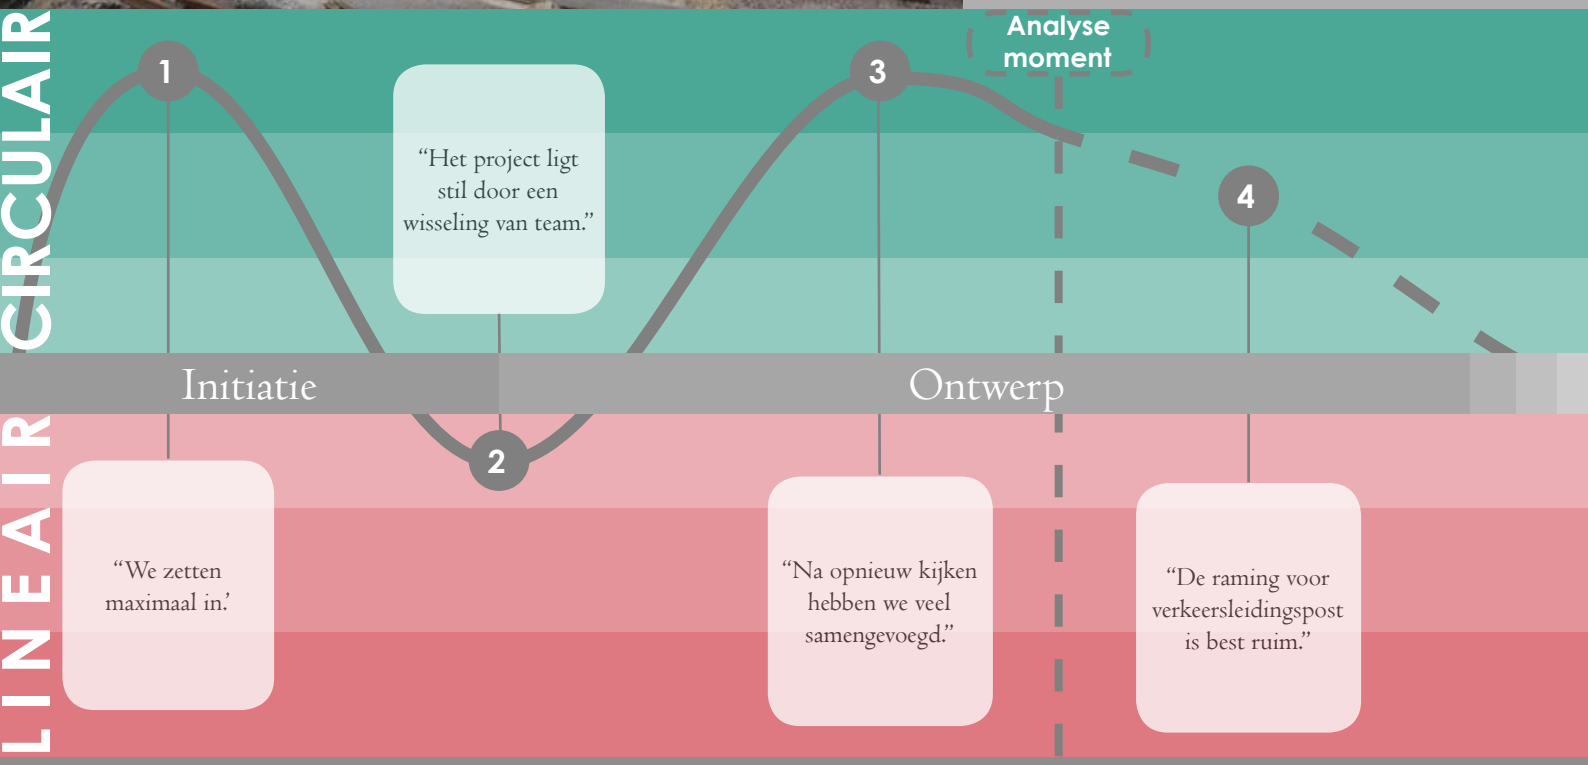 CIRCULAIR
LINEAIR
Analyse
moment
1
3
4
2
“Het project ligt
stil door een
wisseling van team.”
Initiatie
Ontwerp
“We zetten
maximaal in.’
“Na opnieuw kijken
hebben we veel
samengevoegd.”
“De raming voor
verkeersleidingspost
is best ruim.”